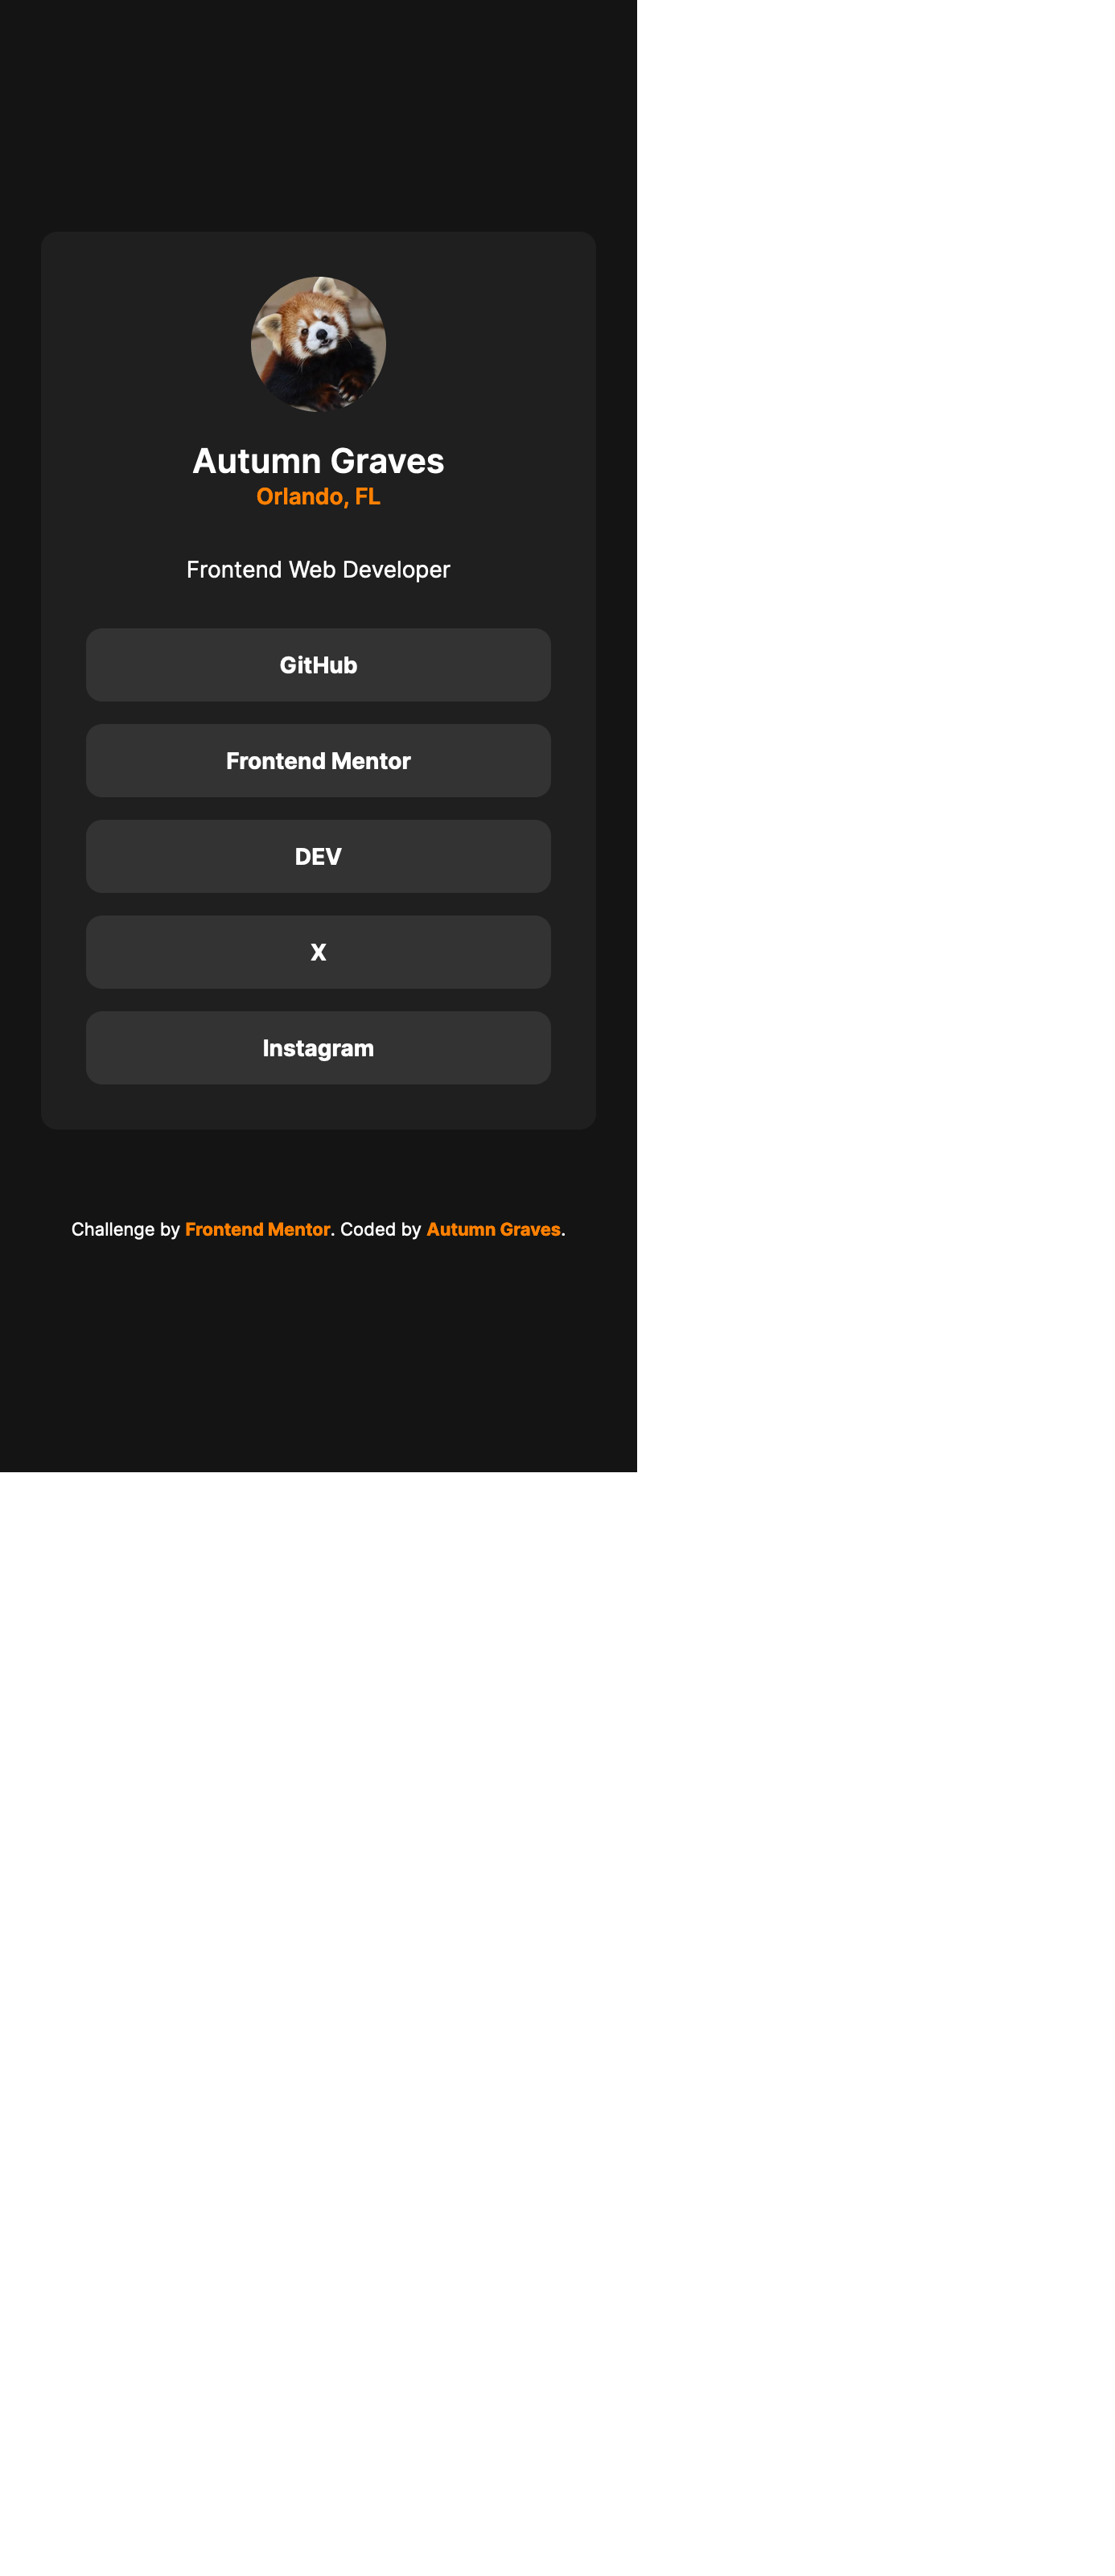 Autumn Graves
Orlando, FL
Frontend Web Developer
GitHub
Frontend Mentor
DEV
X
Instagram
Challenge by Frontend Mentor. Coded by Autumn Graves.